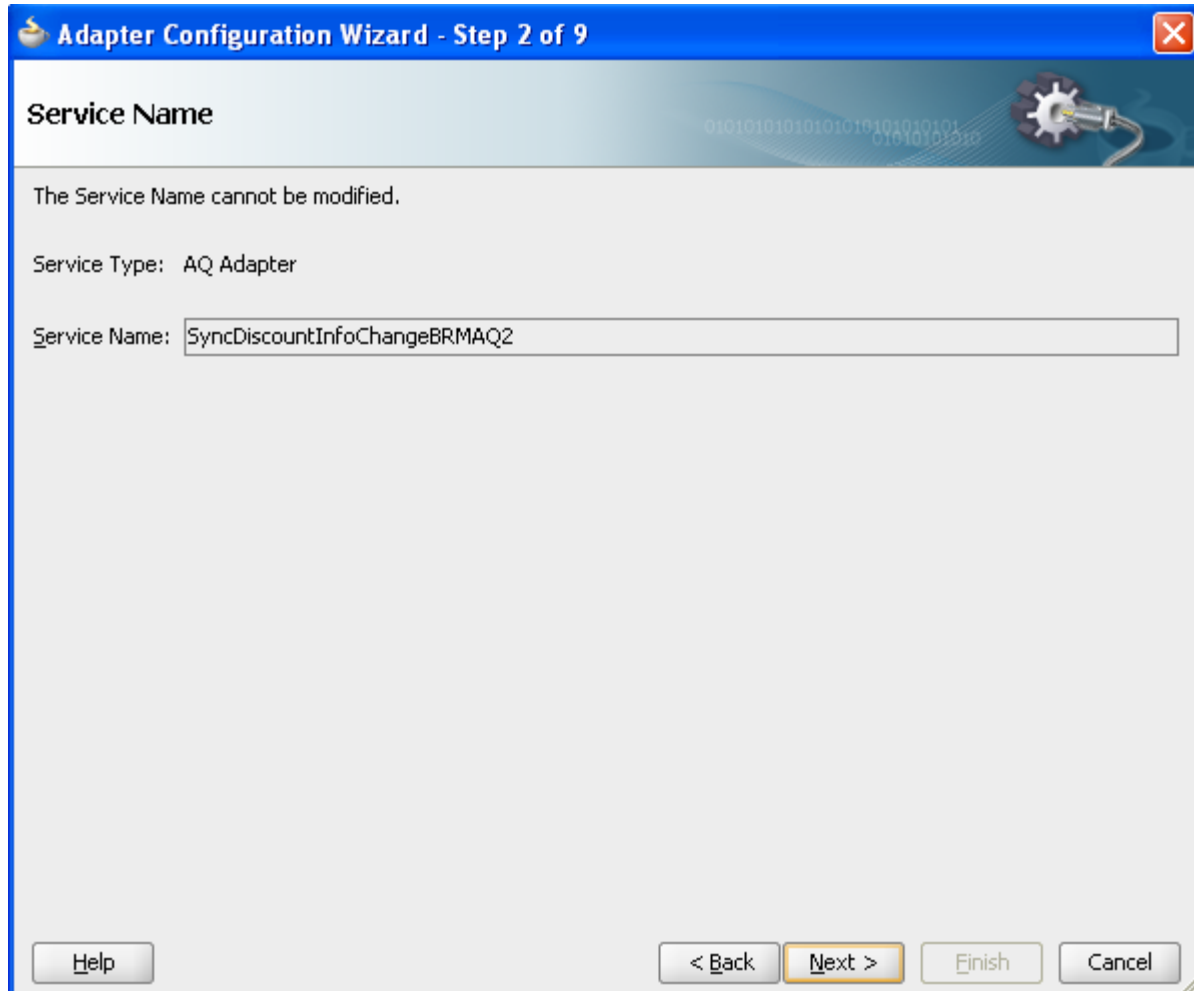 Adapter Configuration Wizard - Step 2 of 9
Service Name
The Service Name cannot be modified.
Service Type: AQ Adapter
Service Name: SyncDiscountInfoChangeBRMAQ2
Help < Back Next > Finish Cancel